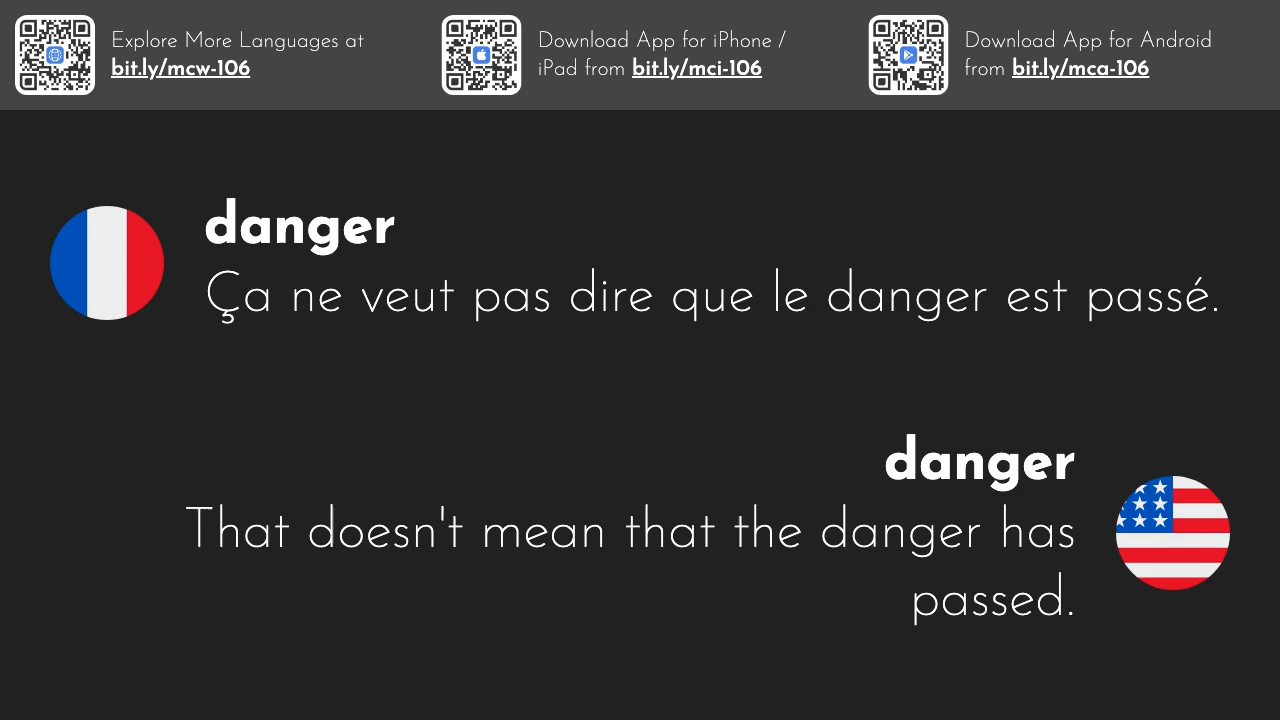 Explore More Languages at
bit.ly/mcw-106
Download App for iPhone /
iPad from bit.ly/mci-106
Download App for Android
from bit.ly/mca-106
danger
Ça ne veut pas dire que le danger est passé.
danger
That doesn't mean that the danger has
passed.